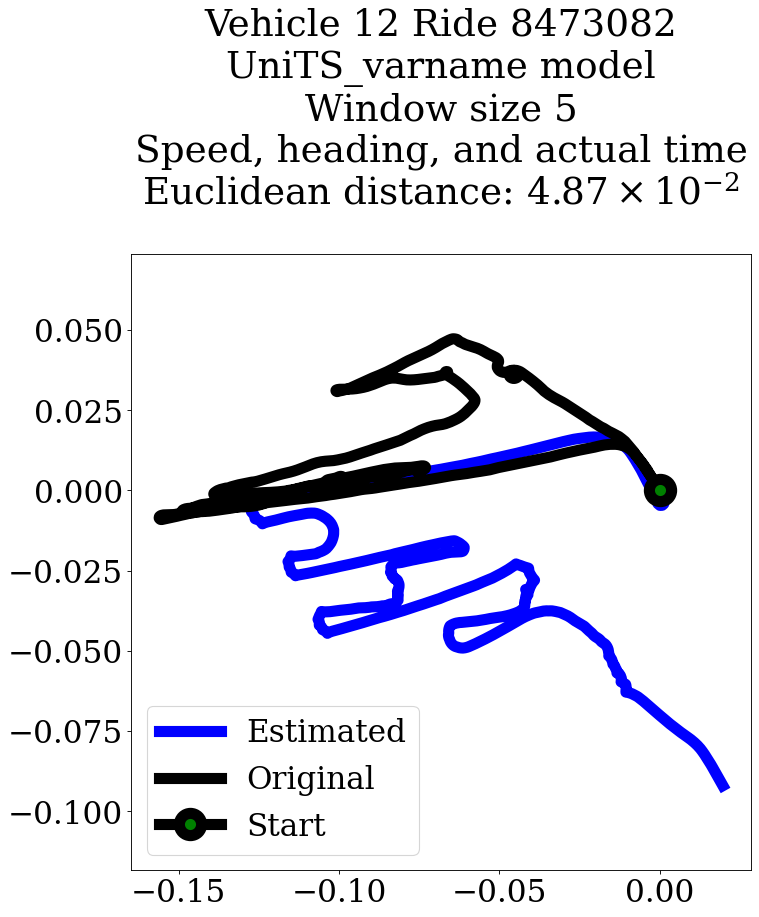 Vehicle 12 Ride 8473082
UniTS_varname model
Window size 5
Speed, heading, and actual time
Euclidean distance: 4.87 × 10⁻²
0.050
0.025
0.000
−0.025
−0.050
−0.075
−0.100
Estimated
Original
Start
−0.15
−0.10
−0.05
0.00